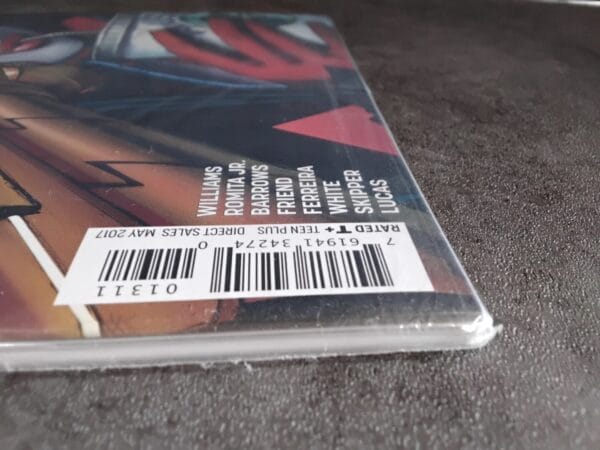 WILLIAMS
ROMITA JR.
BARROWS
FRIEND
FERREIRA
WHITE
SKIPPER
LUCAS
RATED T+ TEEN PLUS DIRECT SALES MAY 2017
7 61941 34274 0
01311